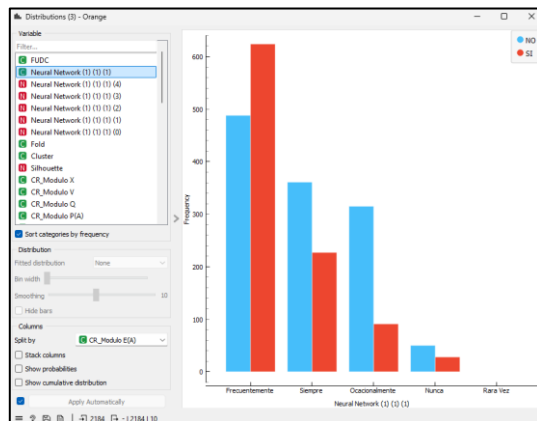 Distributions (3) - Orange
Variable
Filter...
C FUDC
C Neural Network (1) (1) (1)
N Neural Network (1) (1) (1) (4)
N Neural Network (1) (1) (1) (3)
N Neural Network (1) (1) (1) (2)
N Neural Network (1) (1) (1) (1)
N Neural Network (1) (1) (1) (0)
C Fold
C Cluster
N Silhouette
C CR_Modulo X
C CR_Modulo V
C CR_Modulo Q
C CR_Modulo P(A)
Sort categories by frequency
Distribution
Fitted distribution None
Bin width
Smoothing 10
Hide bars
Columns
Split by C CR_Modulo E(A)
Stack columns
Show probabilities
Show cumulative distribution
Apply Automatically
2184 - | 2184 | 10
NO
SI
600
500
400
300
200
100
0
Frequency
Frecuentemente Siempre Ocacionalmente Nunca Rara Vez
Neural Network (1) (1) (1)